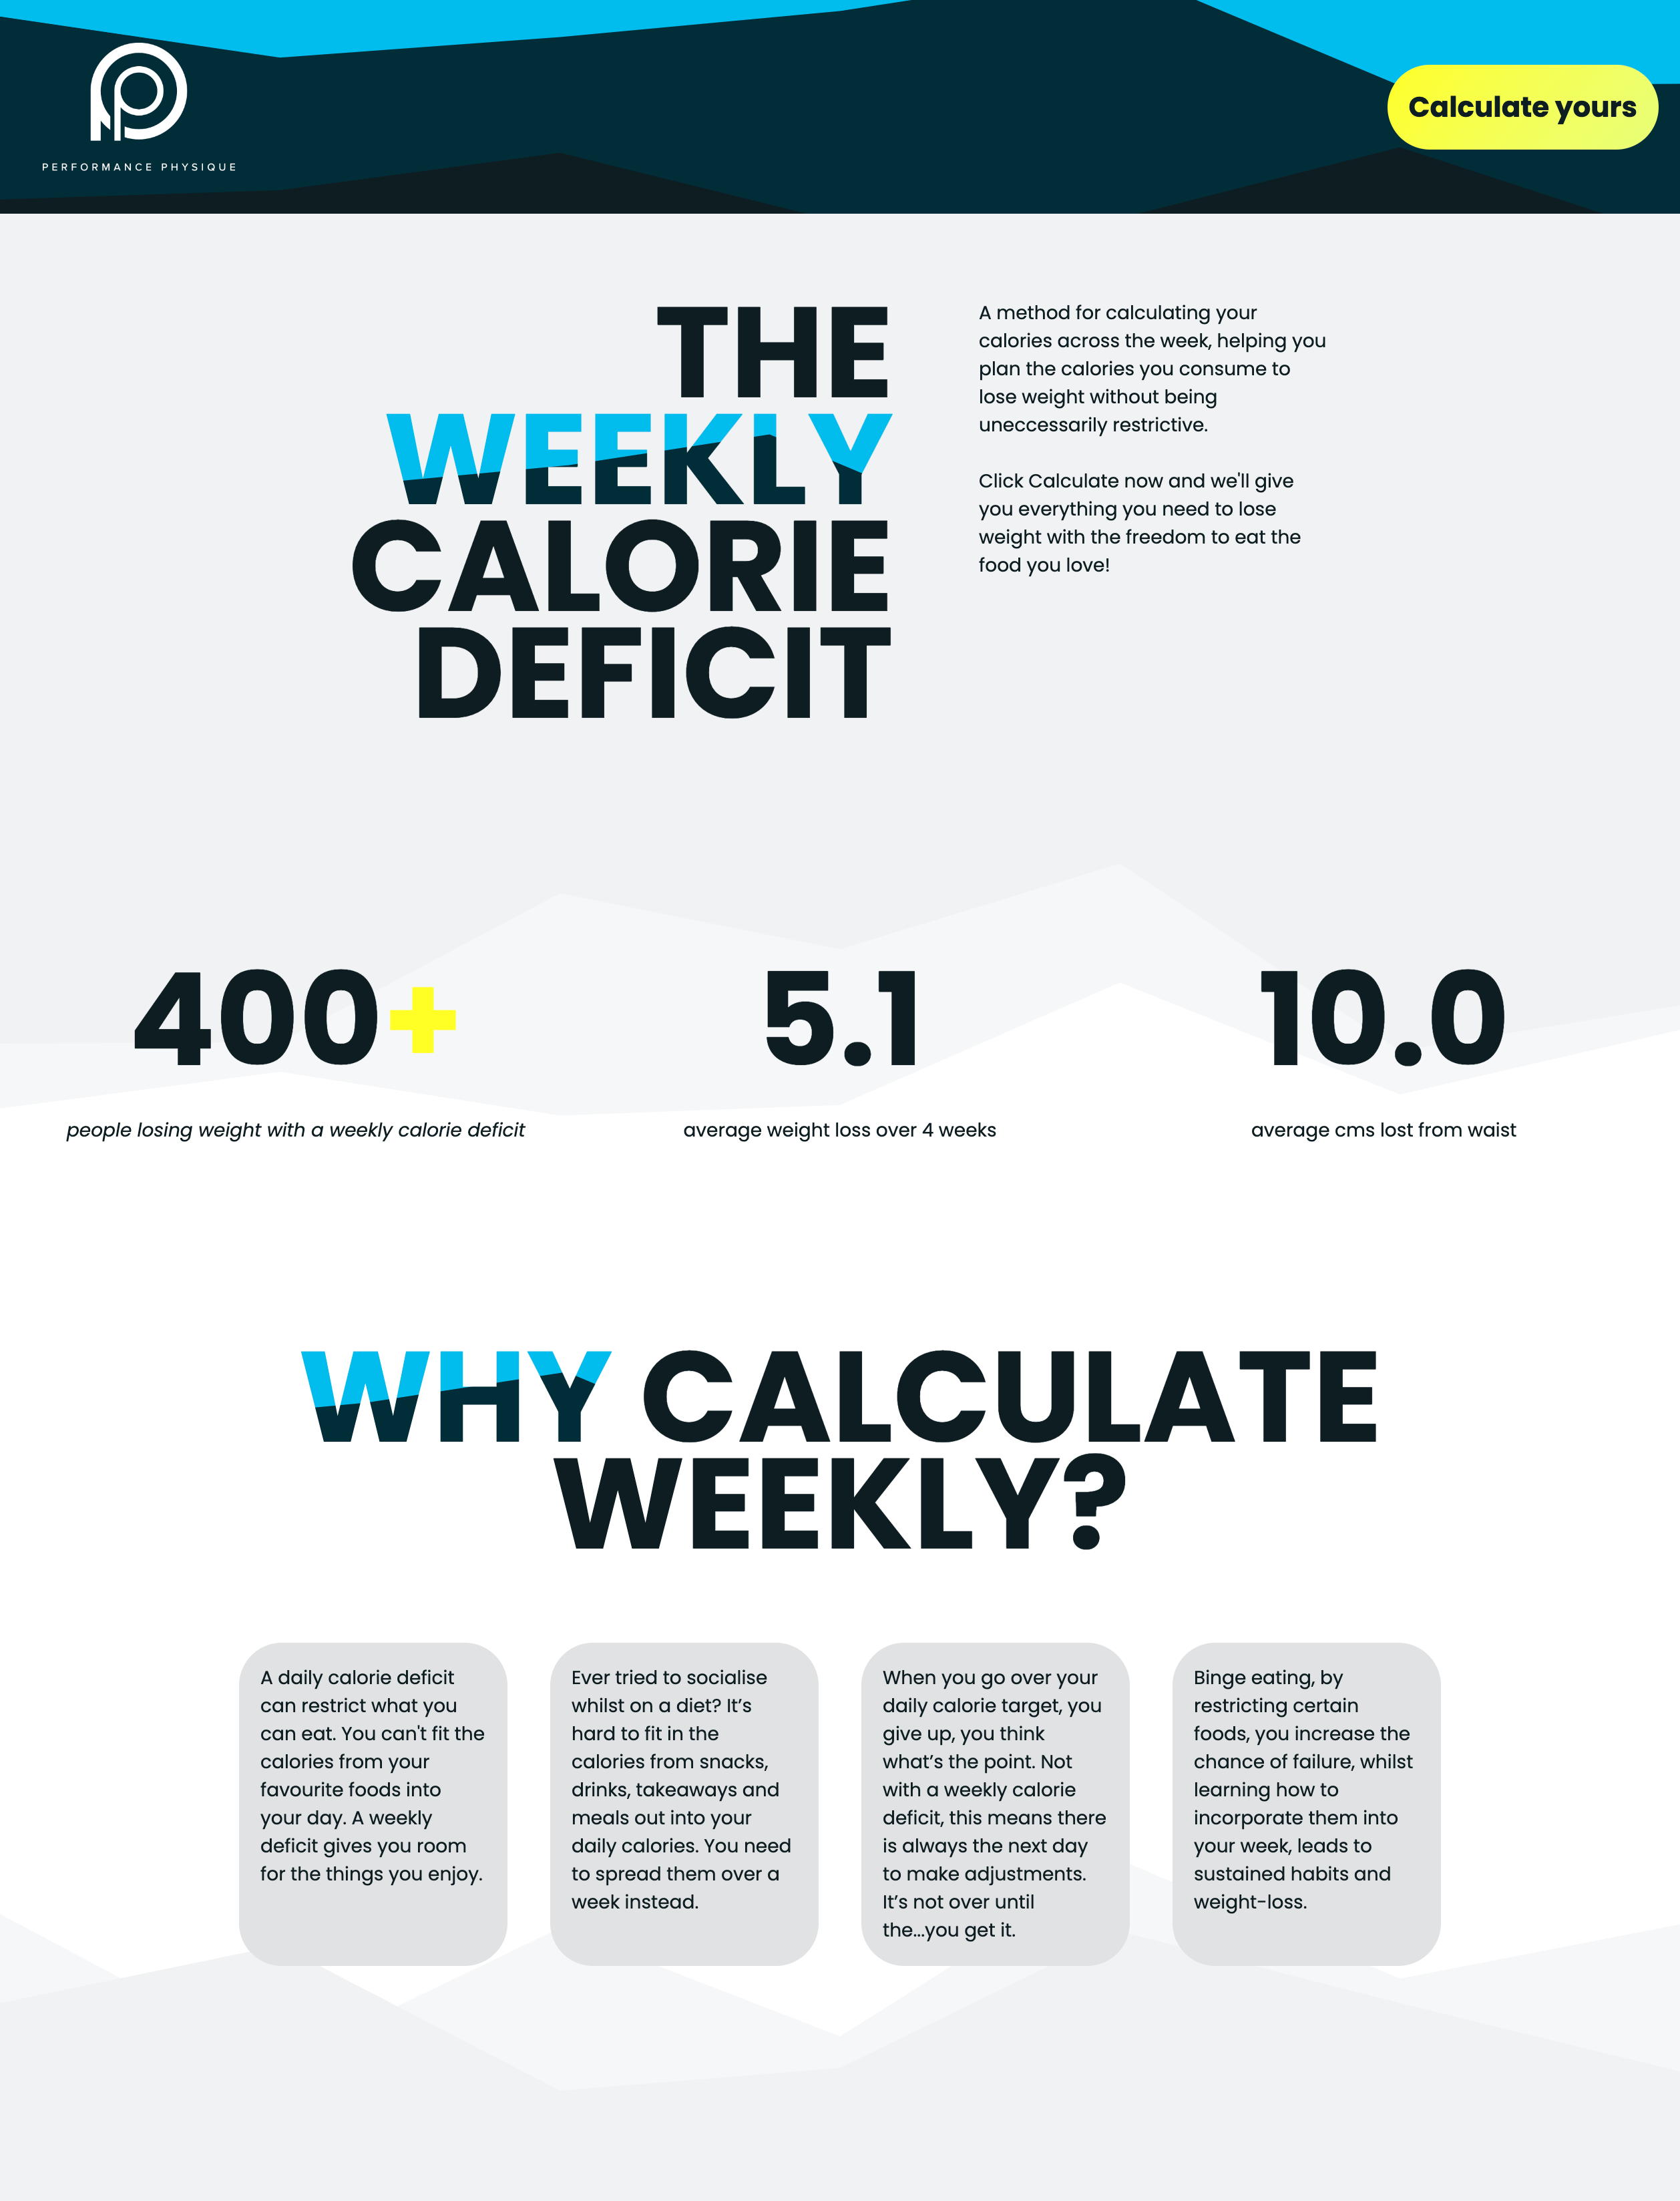 PERFORMANCE PHYSIQUE
Calculate yours
THE
WEEKLY
CALORIE
DEFICIT
A method for calculating your
calories across the week, helping you
plan the calories you consume to
lose weight without being
uneccessarily restrictive.
Click Calculate now and we'll give
you everything you need to lose
weight with the freedom to eat the
food you love!
400+
people losing weight with a weekly calorie deficit
5.1
average weight loss over 4 weeks
10.0
average cms lost from waist
WHY CALCULATE
WEEKLY?
A daily calorie deficit
can restrict what you
can eat. You can't fit the
calories from your
favourite foods into
your day. A weekly
deficit gives you room
for the things you enjoy.
Ever tried to socialise
whilst on a diet? It’s
hard to fit in the
calories from snacks,
drinks, takeaways and
meals out into your
daily calories. You need
to spread them over a
week instead.
When you go over your
daily calorie target, you
give up, you think
what’s the point. Not
with a weekly calorie
deficit, this means there
is always the next day
to make adjustments.
It’s not over until
the...you get it.
Binge eating, by
restricting certain
foods, you increase the
chance of failure, whilst
learning how to
incorporate them into
your week, leads to
sustained habits and
weight-loss.